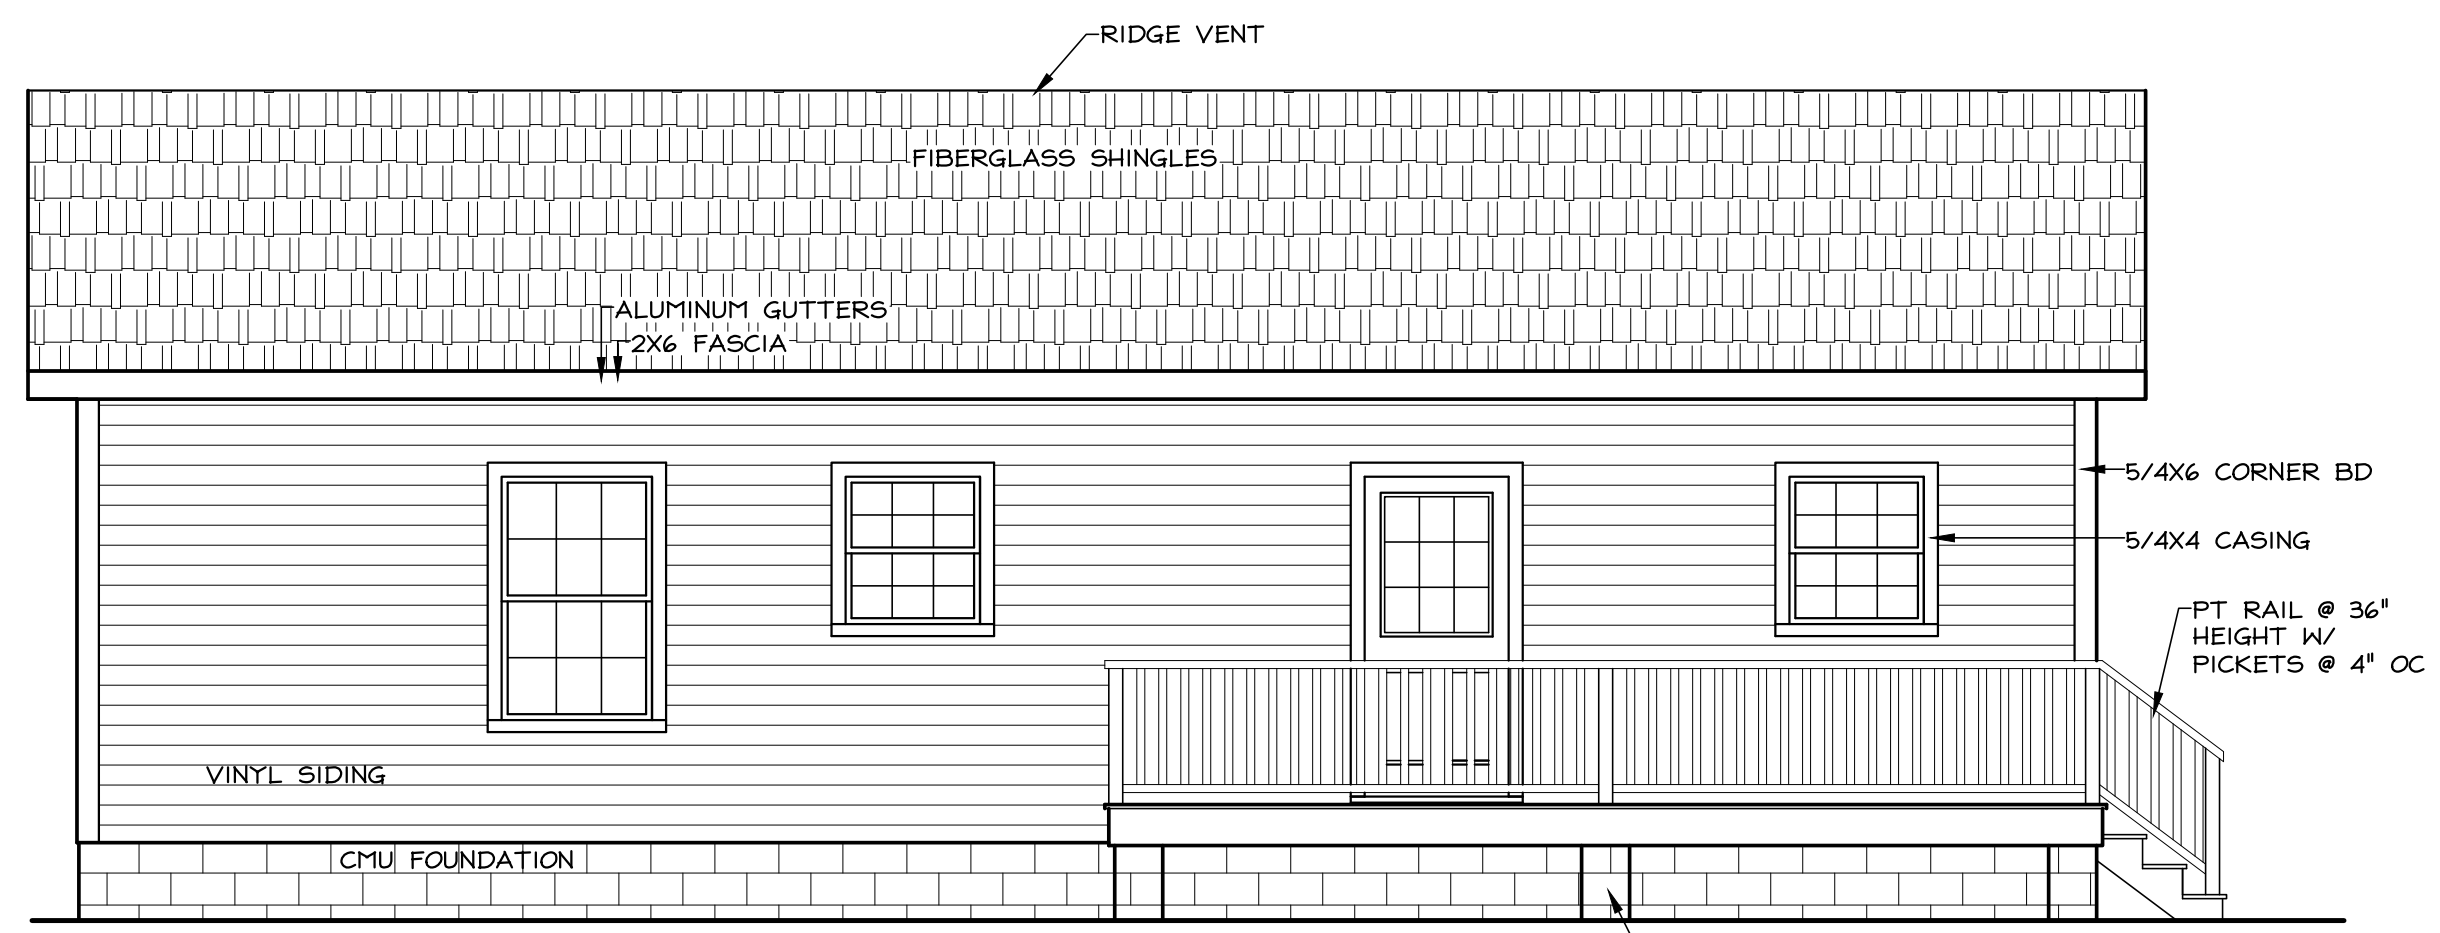 RIDGE VENT
FIBERGLASS SHINGLES
ALUMINUM GUTTERS
2X6 FASCIA
5/4X6 CORNER BD
5/4X4 CASING
PT RAIL @ 36"
HEIGHT W/
PICKETS @ 4" OC
VINYL SIDING
CMU FOUNDATION